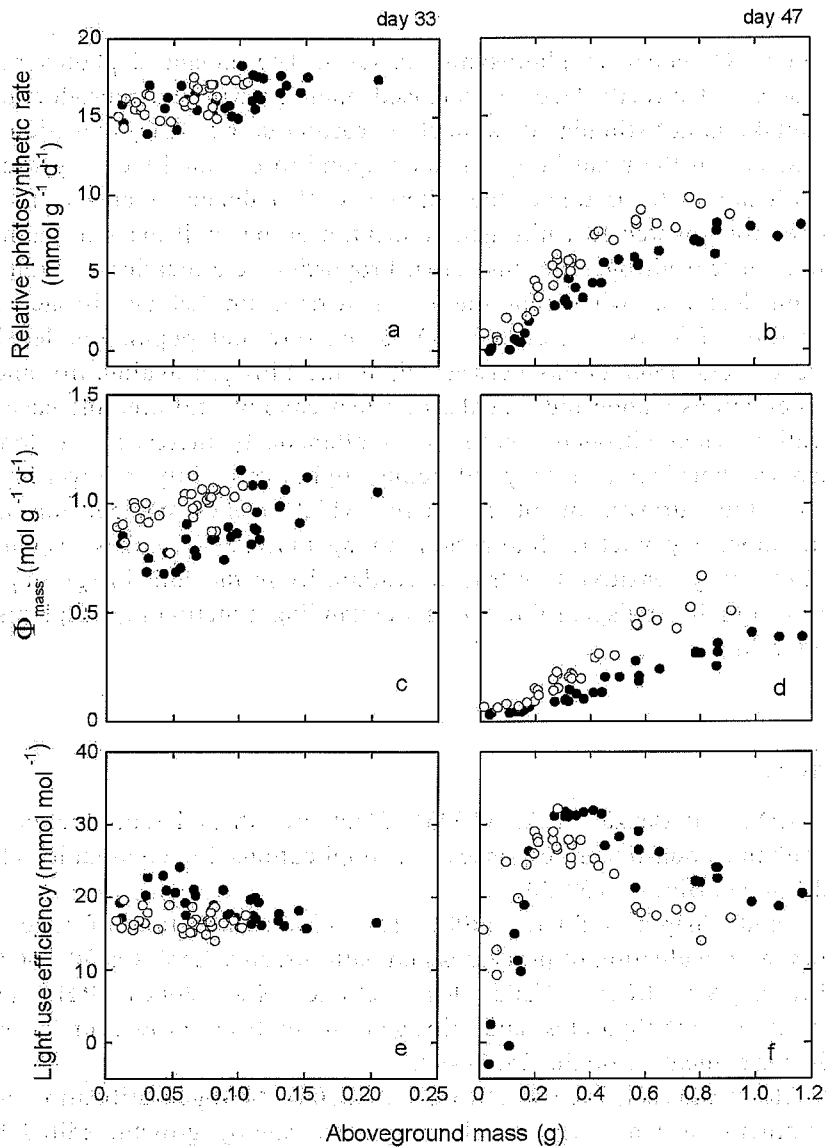 day 33
day 47
Relative photosynthetic rate
(mmol g⁻¹ d⁻¹)
20
15
10
5
0
a
b
Φmass (mol g⁻¹ d⁻¹)
1.5
1.0
0.5
0
c
d
Light use efficiency (mmol mol⁻¹)
40
30
20
10
0
e
f
0.00 0.05 0.10 0.15 0.20 0.25
0 0.2 0.4 0.6 0.8 1.0 1.2
Aboveground mass (g)